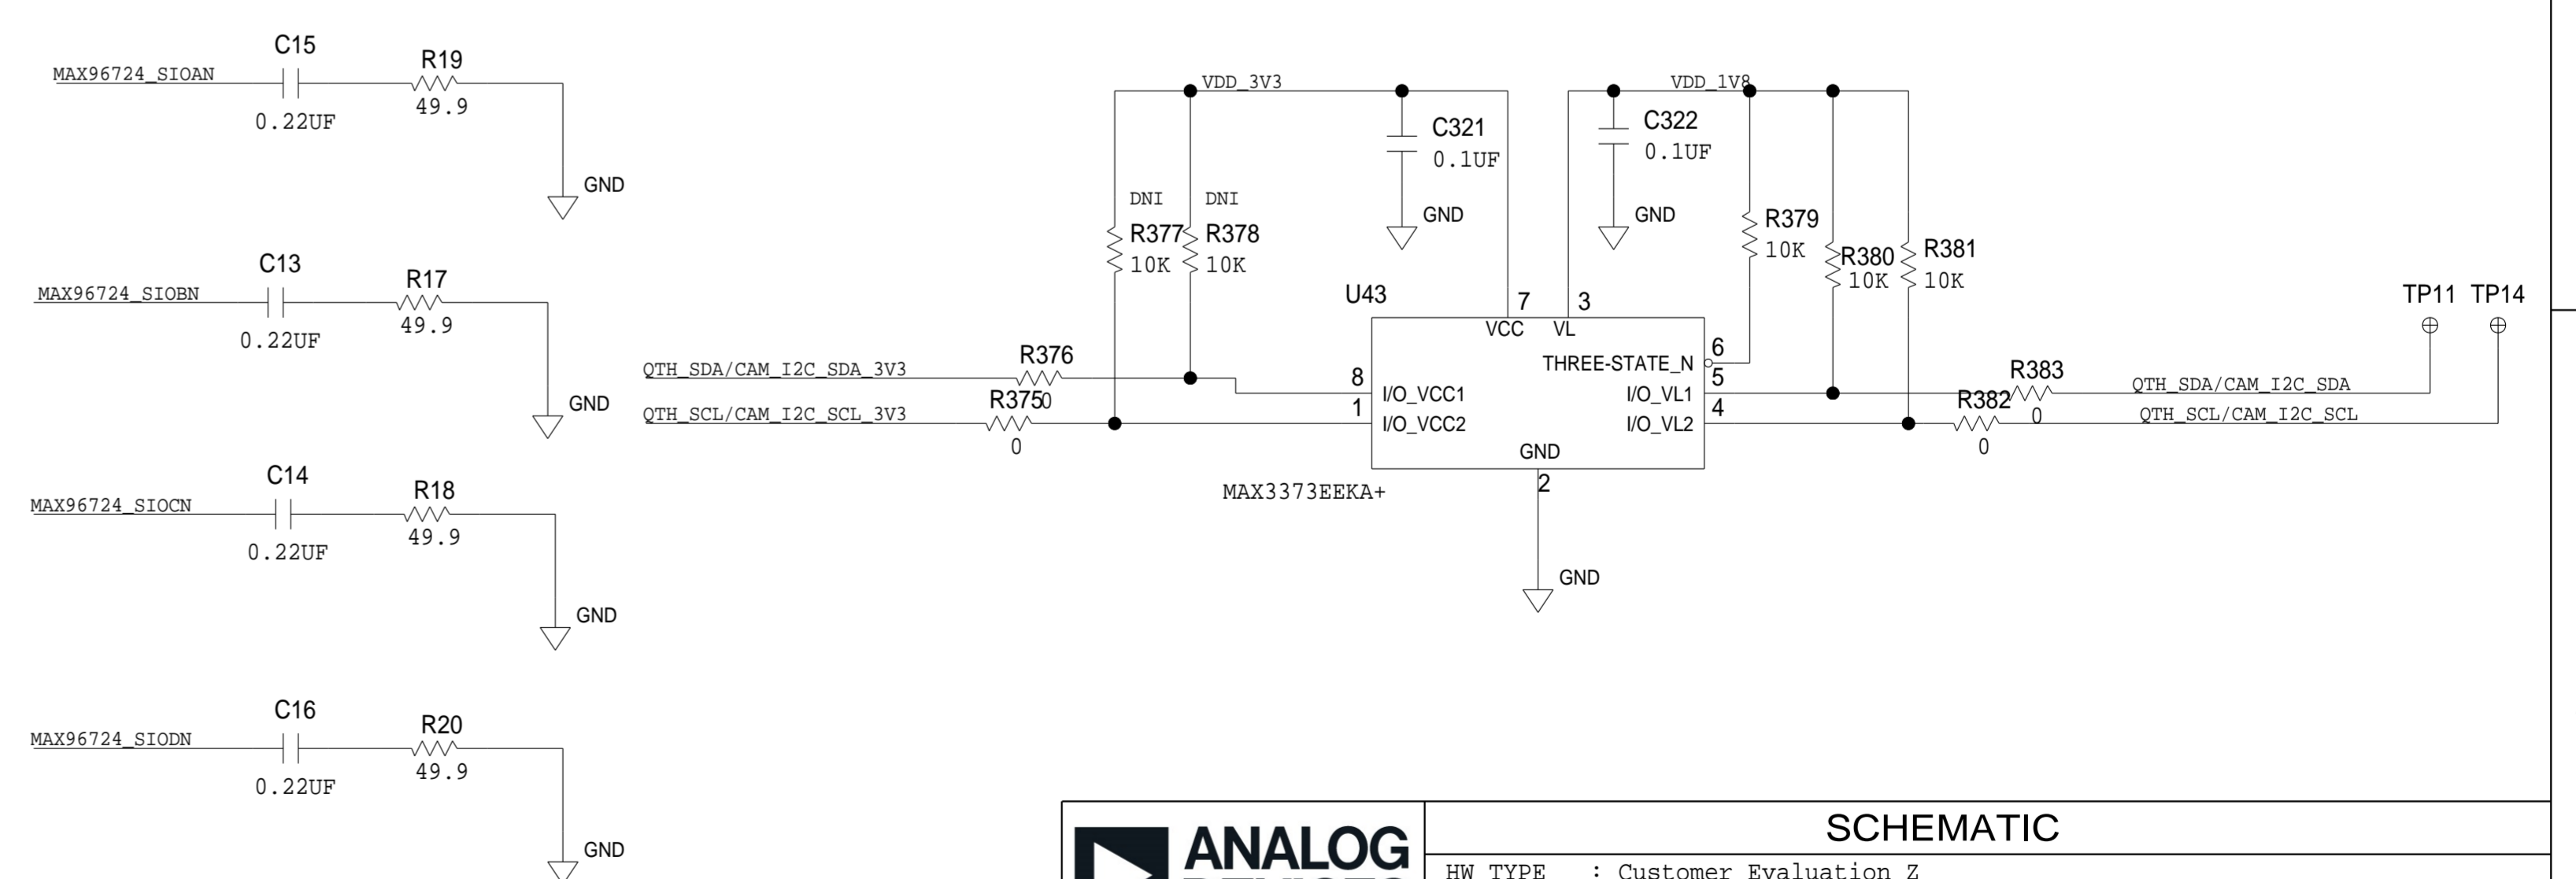 C15
MAX96724_SIOAN
R19
0.22UF
49.9
GND
C13
MAX96724_SIOBN
R17
0.22UF
49.9
GND
C14
MAX96724_SIOCN
R18
0.22UF
49.9
GND
C16
MAX96724_SIODN
R20
0.22UF
49.9
GND
VDD_3V3
VDD_1V8
C321
0.1UF
GND
C322
0.1UF
GND
DNI
DNI
R377
10K
R378
10K
R379
10K
R380
10K
R381
10K
U43
7
3
VCC
VL
THREE-STATE_N
6
QTH_SDA/CAM_I2C_SDA_3V3
R376
0
8
I/O_VCC1
I/O_VL1
5
QTH_SCL/CAM_I2C_SCL_3V3
R375
0
1
I/O_VCC2
I/O_VL2
4
GND
2
MAX3373EEKA+
GND
R383
0
QTH_SDA/CAM_I2C_SDA
R382
0
QTH_SCL/CAM_I2C_SCL
TP11
TP14
ANALOG
SCHEMATIC
HW TYPE : Customer Evaluation Z